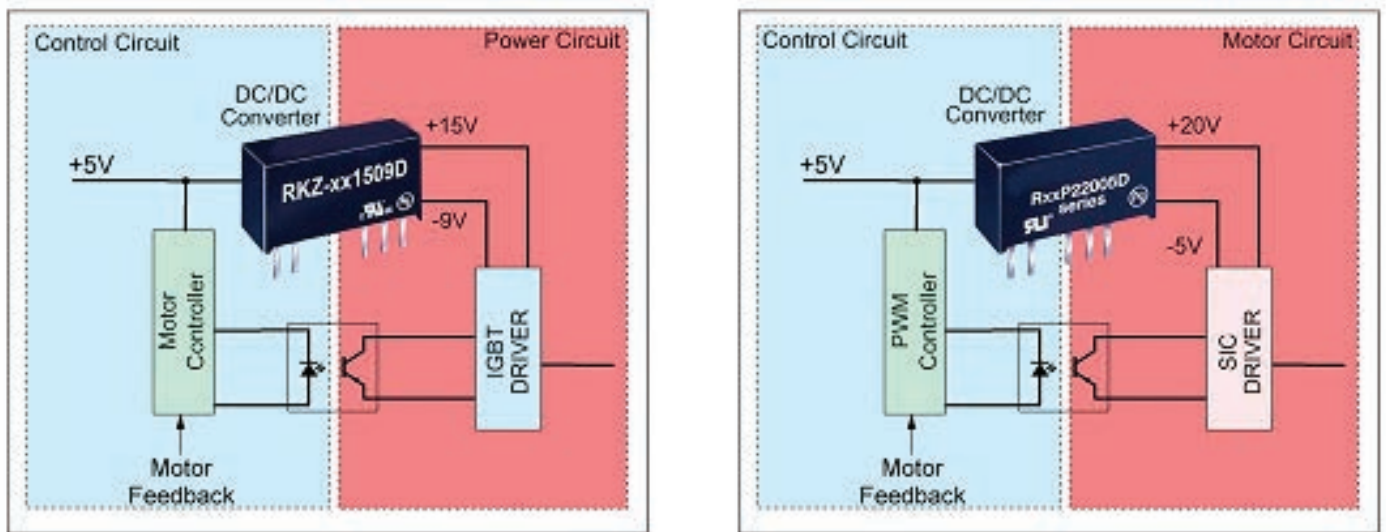 Control Circuit
Power Circuit
DC/DC
Converter
+15V
+5V
RKZ-xx1509D
-9V
Motor
Controller
IGBT
DRIVER
Motor
Feedback
Control Circuit
Motor Circuit
DC/DC
Converter
+20V
+5V
RxxP22005D
series
-5V
PWM
Controller
SIC
DRIVER
Motor
Feedback